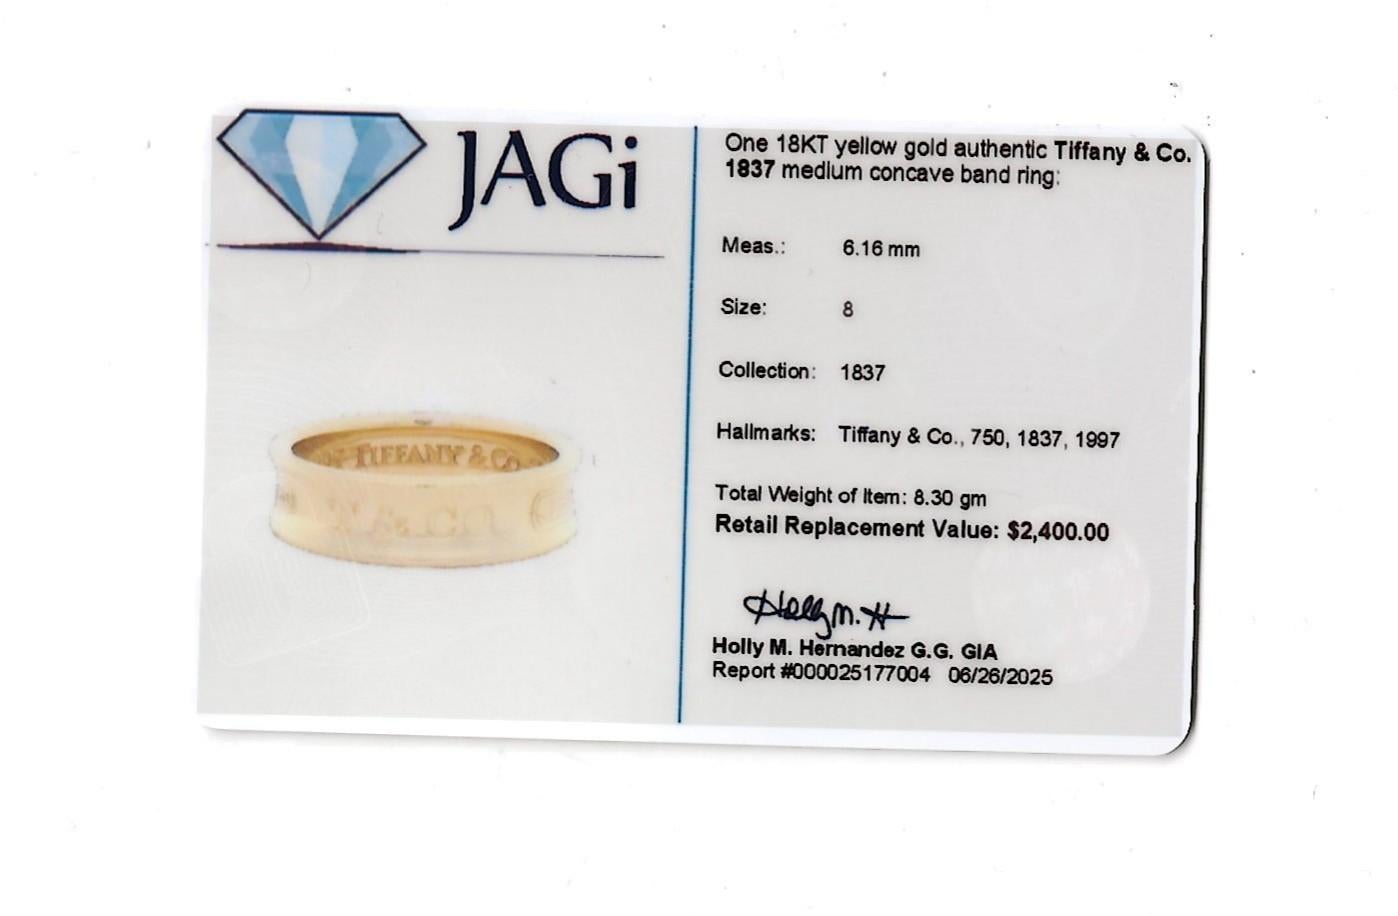 JAGi
TIFFANY & Co.
T & CO
One 18KT yellow gold authentic Tiffany & Co.
1837 medium concave band ring:
Meas.: 6.16 mm
Size: 8
Collection: 1837
Hallmarks: Tiffany & Co., 750, 1837, 1997
Total Weight of Item: 8.30 gm
Retail Replacement Value: $2,400.00
Holly M. H
Holly M. Hernandez G.G. GIA
Report #000025177004 06/26/2025